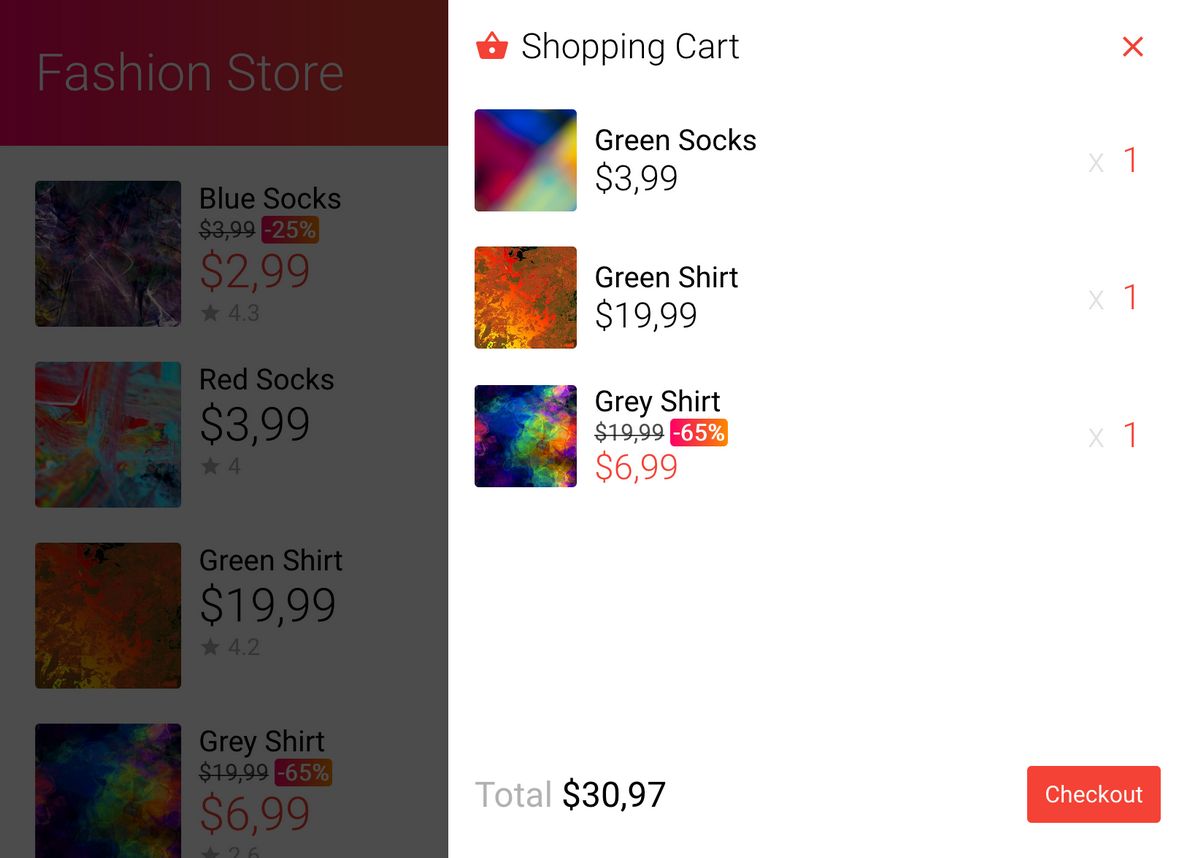 Fashion Store
Blue Socks
$3,99 -25%
$2,99
★ 4.3
Red Socks
$3,99
★ 4
Green Shirt
$19,99
★ 4.2
Grey Shirt
$19,99 -65%
$6,99
★ 2.6
Shopping Cart
Green Socks
$3,99
x 1
Green Shirt
$19,99
x 1
Grey Shirt
$19,99 -65%
$6,99
x 1
Total $30,97
Checkout